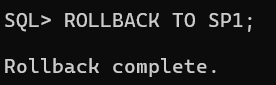 SQL> ROLLBACK TO SP1;
Rollback complete.